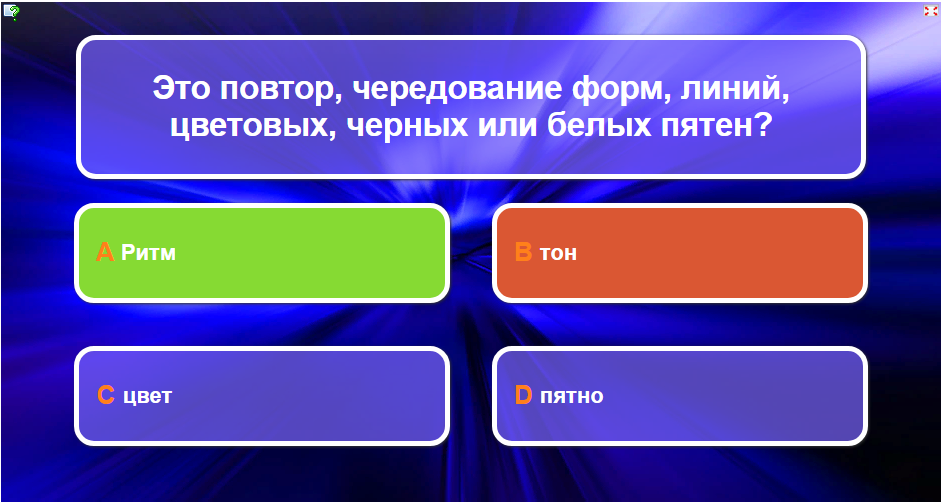 Это повтор, чередование форм, линий,
цветовых, черных или белых пятен?
A Ритм
B тон
C цвет
D пятно